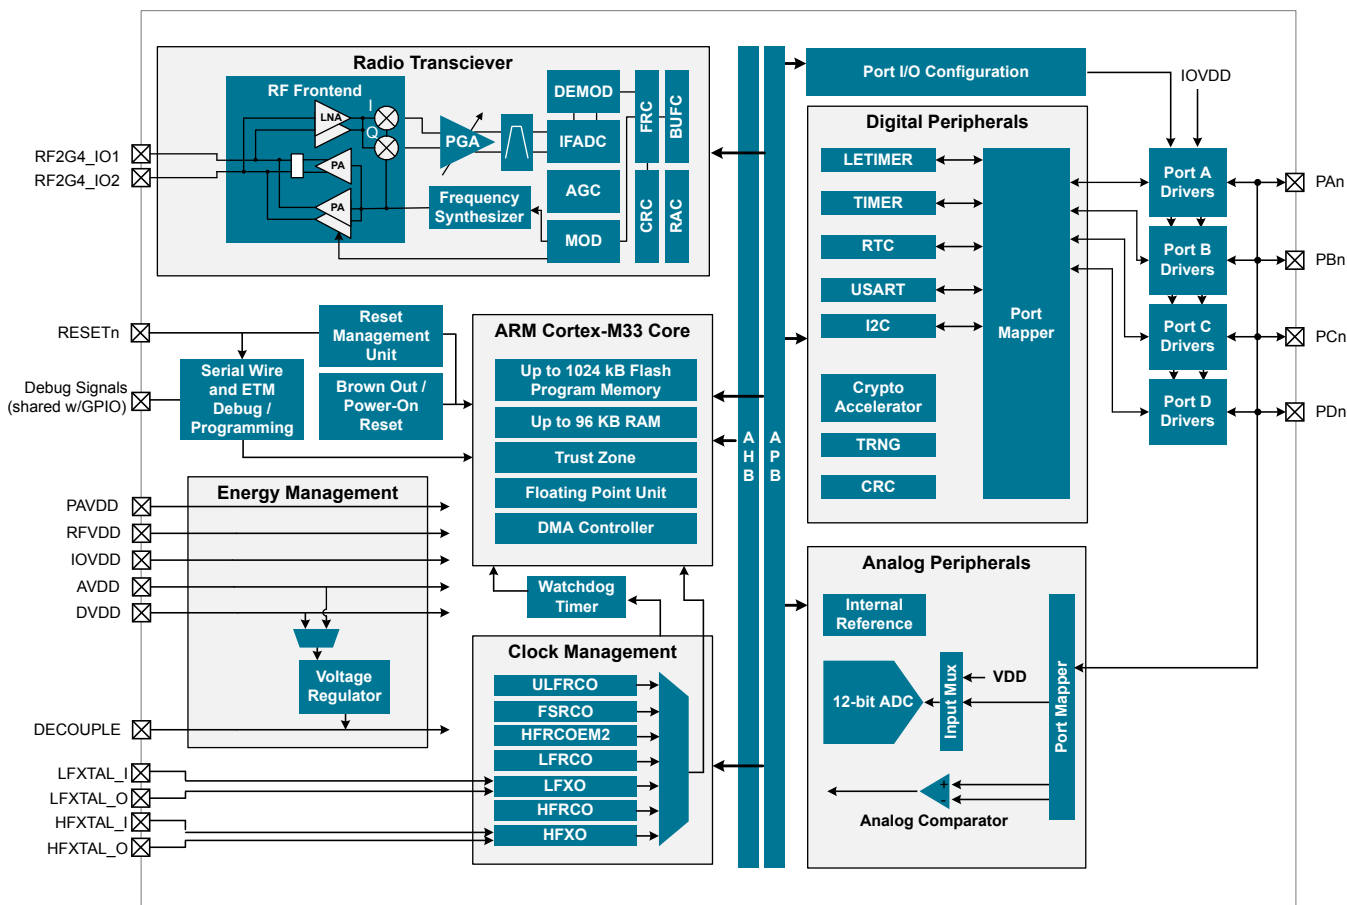 Radio Transciever
RF Frontend
LNA
I
Q
PA
PA
PGA
DEMOD
IFADC
AGC
MOD
Frequency
Synthesizer
FRC
BUFC
CRC
RAC
RF2G4_IO1
RF2G4_IO2
RESETn
Debug Signals
(shared w/GPIO)
Reset
Management
Unit
Serial Wire
and ETM
Debug /
Programming
Brown Out /
Power-On
Reset
ARM Cortex-M33 Core
Up to 1024 kB Flash
Program Memory
Up to 96 KB RAM
Trust Zone
Floating Point Unit
DMA Controller
Energy Management
PAVDD
RFVDD
IOVDD
AVDD
DVDD
Voltage
Regulator
DECOUPLE
Watchdog
Timer
Clock Management
ULFRCO
FSRCO
HFRCOEM2
LFRCO
LFXO
HFRCO
HFXO
LFXTAL_I
LFXTAL_O
HFXTAL_I
HFXTAL_O
AHB
APB
Port I/O Configuration
IOVDD
Digital Peripherals
LETIMER
TIMER
RTC
USART
I2C
Crypto
Accelerator
TRNG
CRC
Port
Mapper
Port A
Drivers
Port B
Drivers
Port C
Drivers
Port D
Drivers
PAn
PBn
PCn
PDn
Analog Peripherals
Internal
Reference
12-bit ADC
Input Mux
VDD
Port Mapper
+
-
Analog Comparator